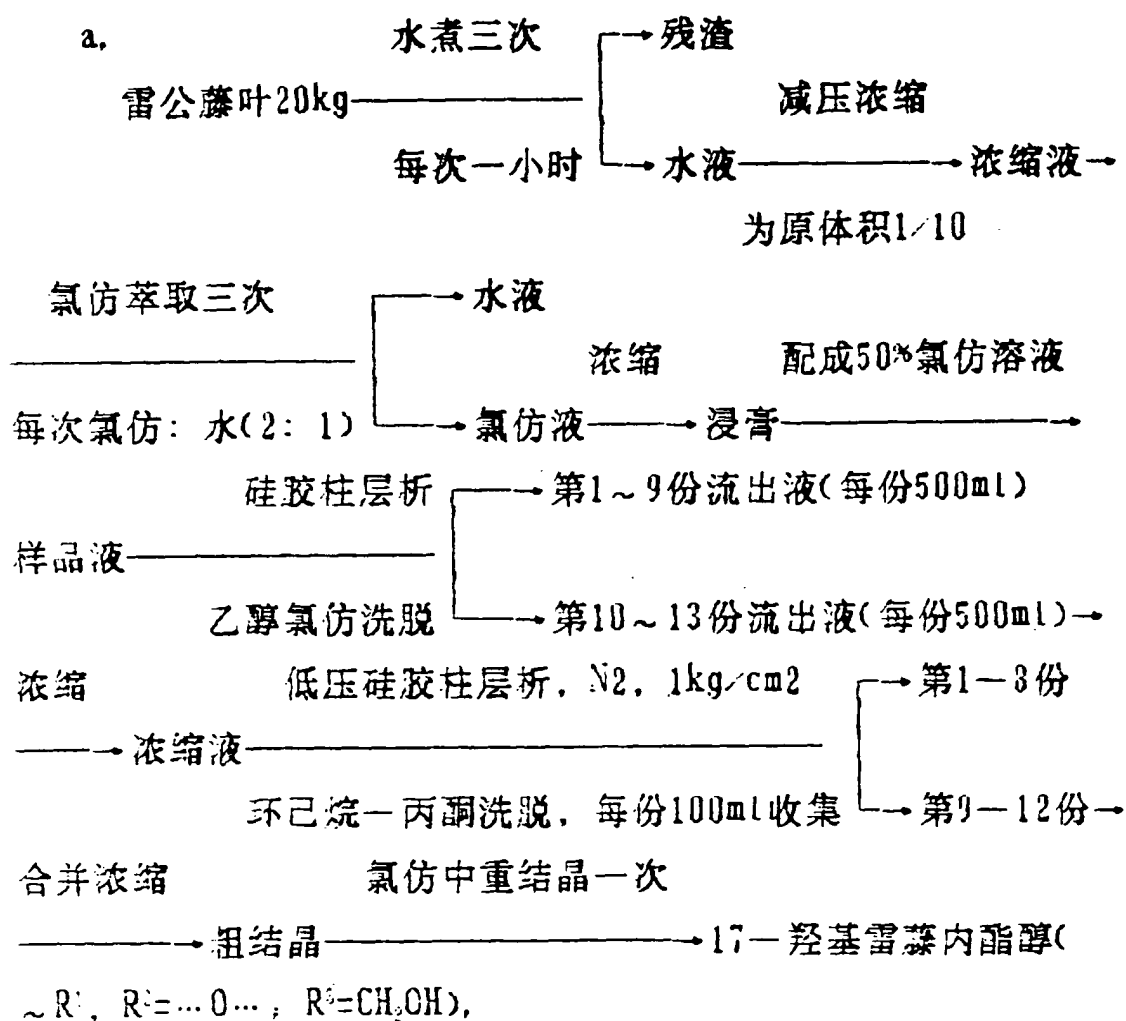 a. 水煮三次 残渣
雷公藤叶20kg 减压浓缩
每次一小时 水液 浓缩液
为原体积1/10
氯仿萃取三次 水液
浓缩 配成50%氯仿溶液
每次氯仿: 水(2: 1) 氯仿液 浸膏
硅胶柱层析 第1~9份流出液(每份500ml)
样品液
乙醇氯仿洗脱 第10~13份流出液(每份500ml)
浓缩 低压硅胶柱层析, N2, 1kg/cm2 第1-8份
浓缩液
环己烷-丙酮洗脱, 每份100ml收集 第9-12份
合并浓缩 氯仿中重结晶一次
粗结晶 17-羟基雷藤内酯醇(
~R